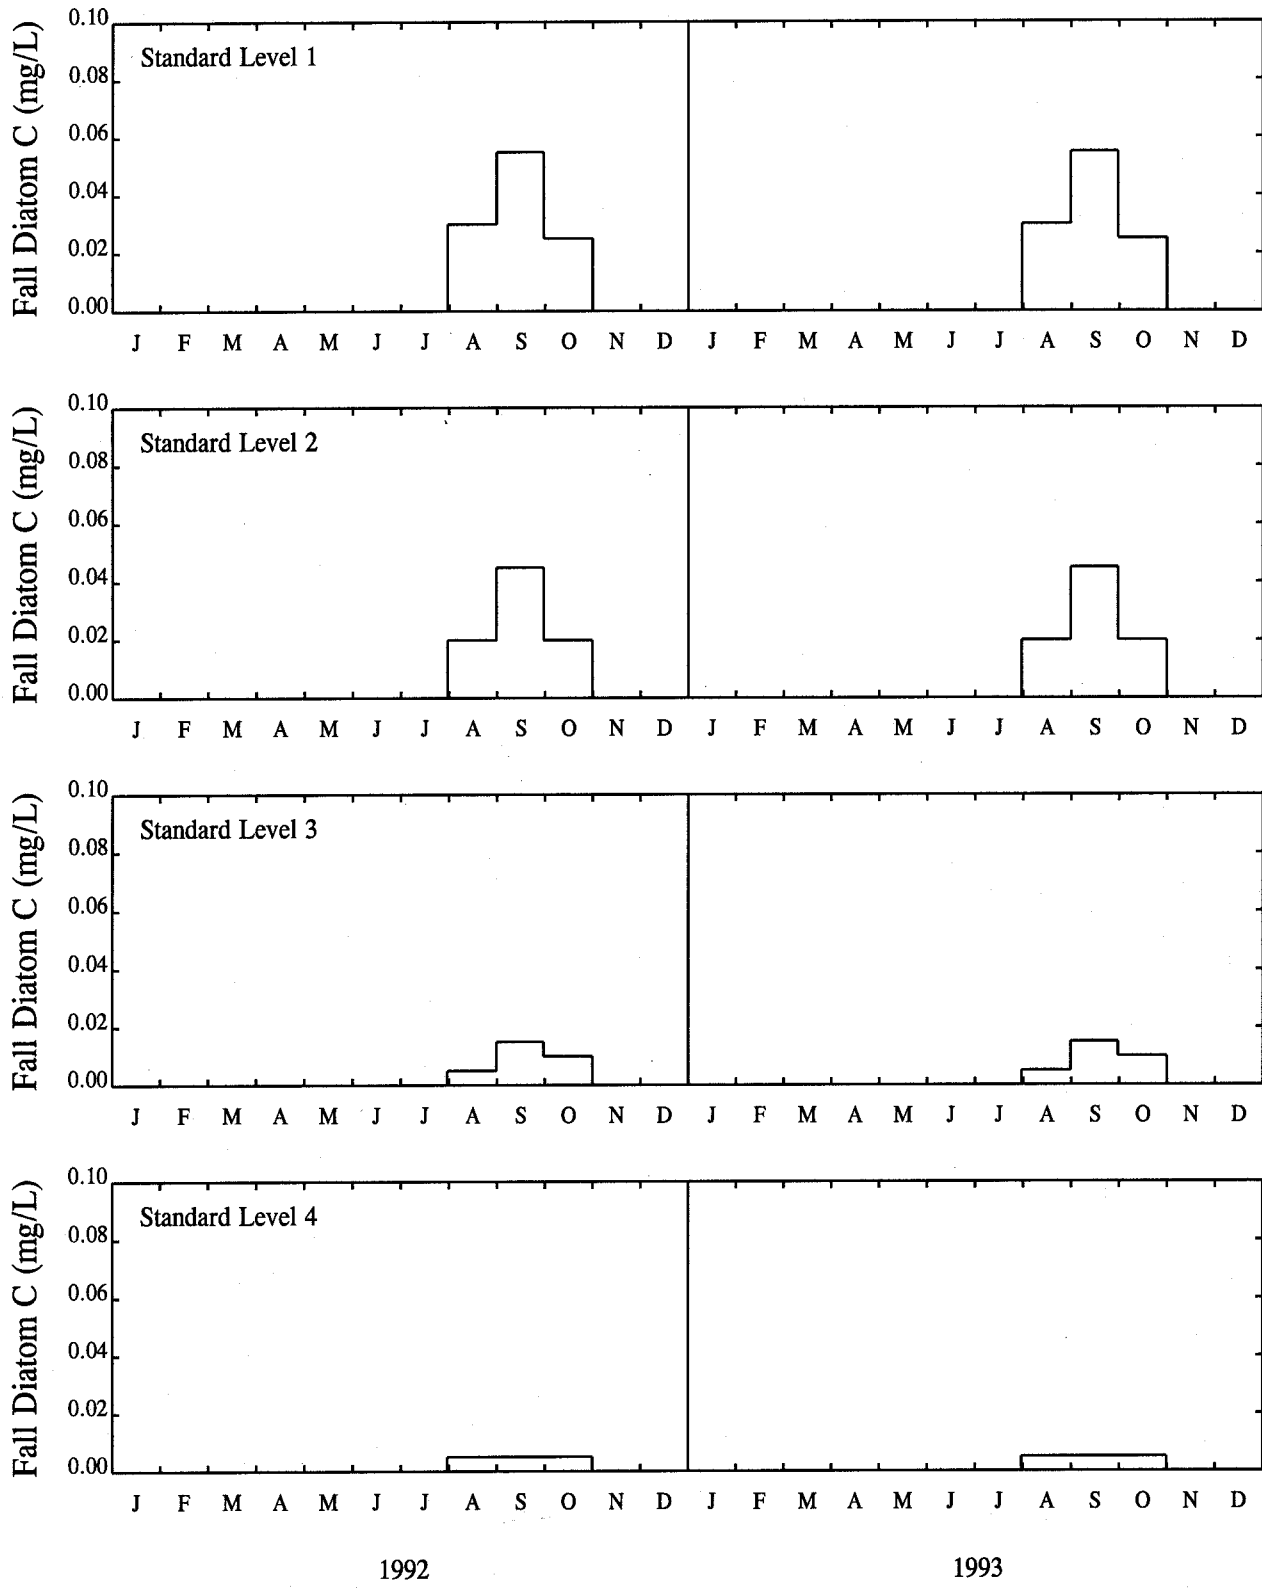 Fall Diatom C (mg/L)
0.10
Standard Level 1
0.08
0.06
0.04
0.02
0.00
J F M A M J J A S O N D J F M A M J J A S O N D
Fall Diatom C (mg/L)
0.10
Standard Level 2
0.08
0.06
0.04
0.02
0.00
J F M A M J J A S O N D J F M A M J J A S O N D
Fall Diatom C (mg/L)
0.10
Standard Level 3
0.08
0.06
0.04
0.02
0.00
J F M A M J J A S O N D J F M A M J J A S O N D
Fall Diatom C (mg/L)
0.10
Standard Level 4
0.08
0.06
0.04
0.02
0.00
J F M A M J J A S O N D J F M A M J J A S O N D
1992 1993